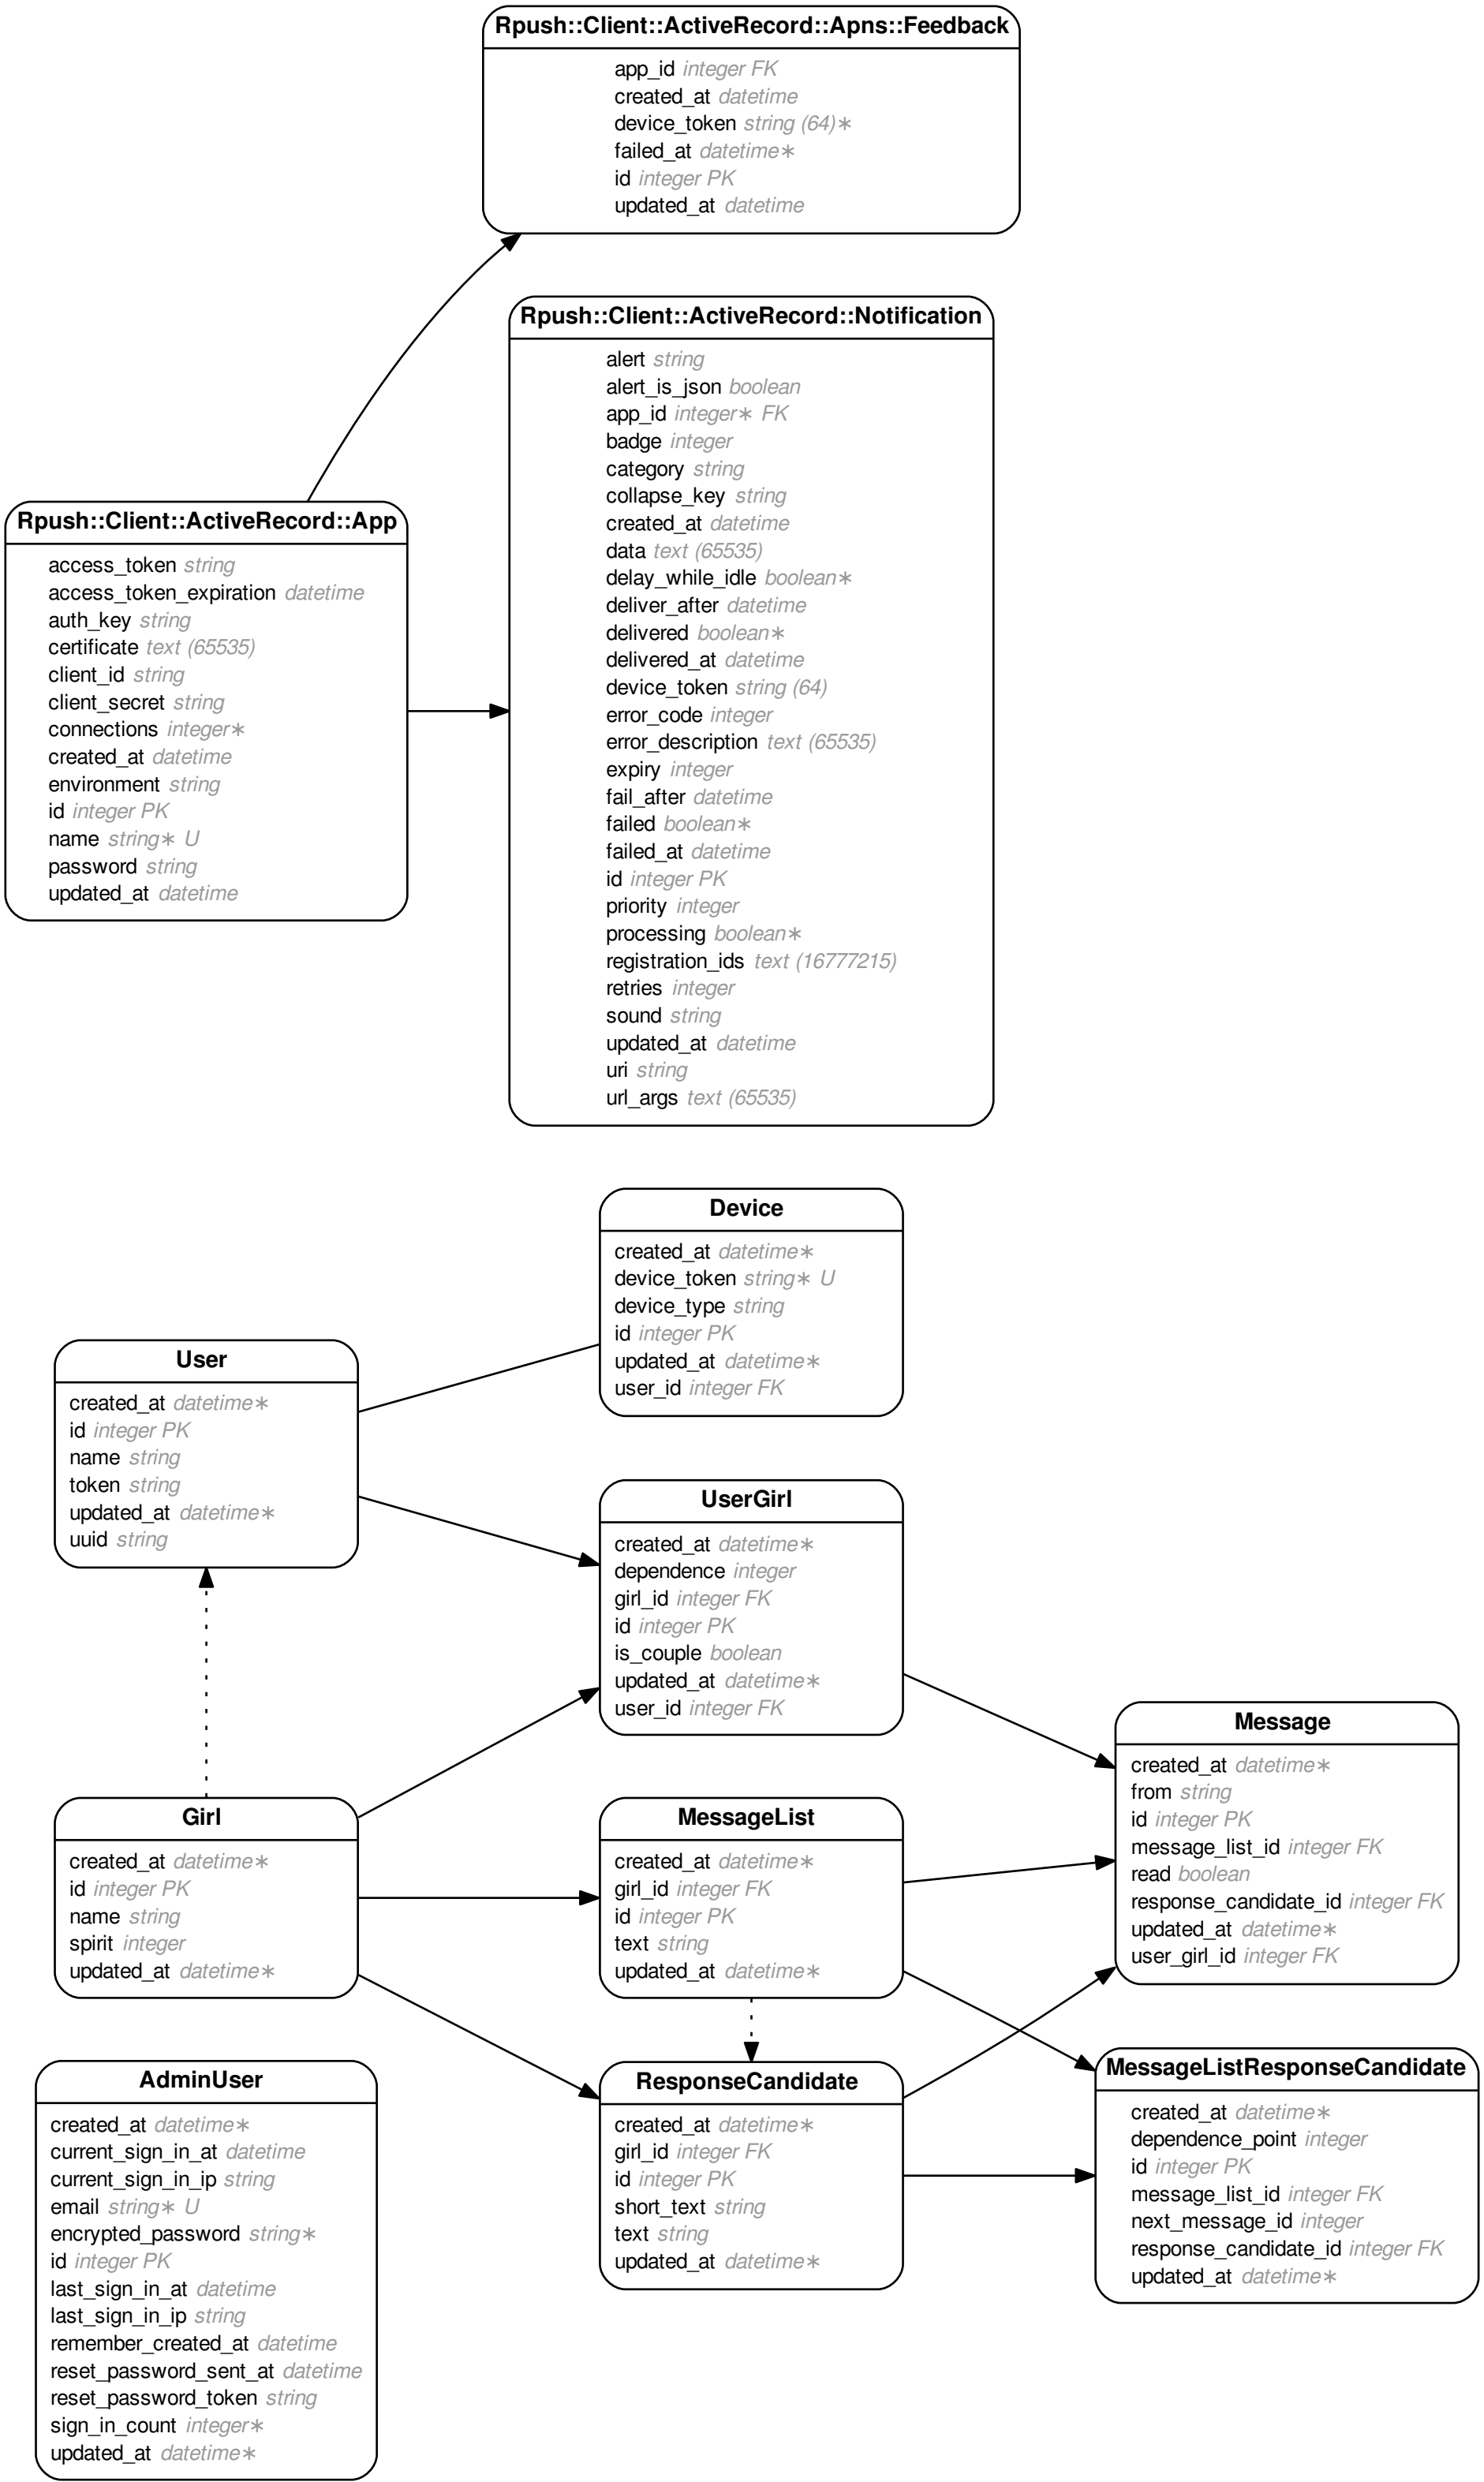 Rpush::Client::ActiveRecord::Apns::Feedback
app_id integer FK
created_at datetime
device_token string (64)∗
failed_at datetime∗
id integer PK
updated_at datetime
Rpush::Client::ActiveRecord::Notification
alert string
alert_is_json boolean
app_id integer∗ FK
badge integer
category string
collapse_key string
created_at datetime
data text (65535)
delay_while_idle boolean∗
deliver_after datetime
delivered boolean∗
delivered_at datetime
device_token string (64)
error_code integer
error_description text (65535)
expiry integer
fail_after datetime
failed boolean∗
failed_at datetime
id integer PK
priority integer
processing boolean∗
registration_ids text (16777215)
retries integer
sound string
updated_at datetime
uri string
url_args text (65535)
Rpush::Client::ActiveRecord::App
access_token string
access_token_expiration datetime
auth_key string
certificate text (65535)
client_id string
client_secret string
connections integer∗
created_at datetime
environment string
id integer PK
name string∗ U
password string
updated_at datetime
Device
created_at datetime∗
device_token string∗ U
device_type string
id integer PK
updated_at datetime∗
user_id integer FK
User
created_at datetime∗
id integer PK
name string
token string
updated_at datetime∗
uuid string
UserGirl
created_at datetime∗
dependence integer
girl_id integer FK
id integer PK
is_couple boolean
updated_at datetime∗
user_id integer FK
Message
created_at datetime∗
from string
id integer PK
message_list_id integer FK
read boolean
response_candidate_id integer FK
updated_at datetime∗
user_girl_id integer FK
Girl
created_at datetime∗
id integer PK
name string
spirit integer
updated_at datetime∗
MessageList
created_at datetime∗
girl_id integer FK
id integer PK
text string
updated_at datetime∗
AdminUser
created_at datetime∗
current_sign_in_at datetime
current_sign_in_ip string
email string∗ U
encrypted_password string∗
id integer PK
last_sign_in_at datetime
last_sign_in_ip string
remember_created_at datetime
reset_password_sent_at datetime
reset_password_token string
sign_in_count integer∗
updated_at datetime∗
ResponseCandidate
created_at datetime∗
girl_id integer FK
id integer PK
short_text string
text string
updated_at datetime∗
MessageListResponseCandidate
created_at datetime∗
dependence_point integer
id integer PK
message_list_id integer FK
next_message_id integer
response_candidate_id integer FK
updated_at datetime∗